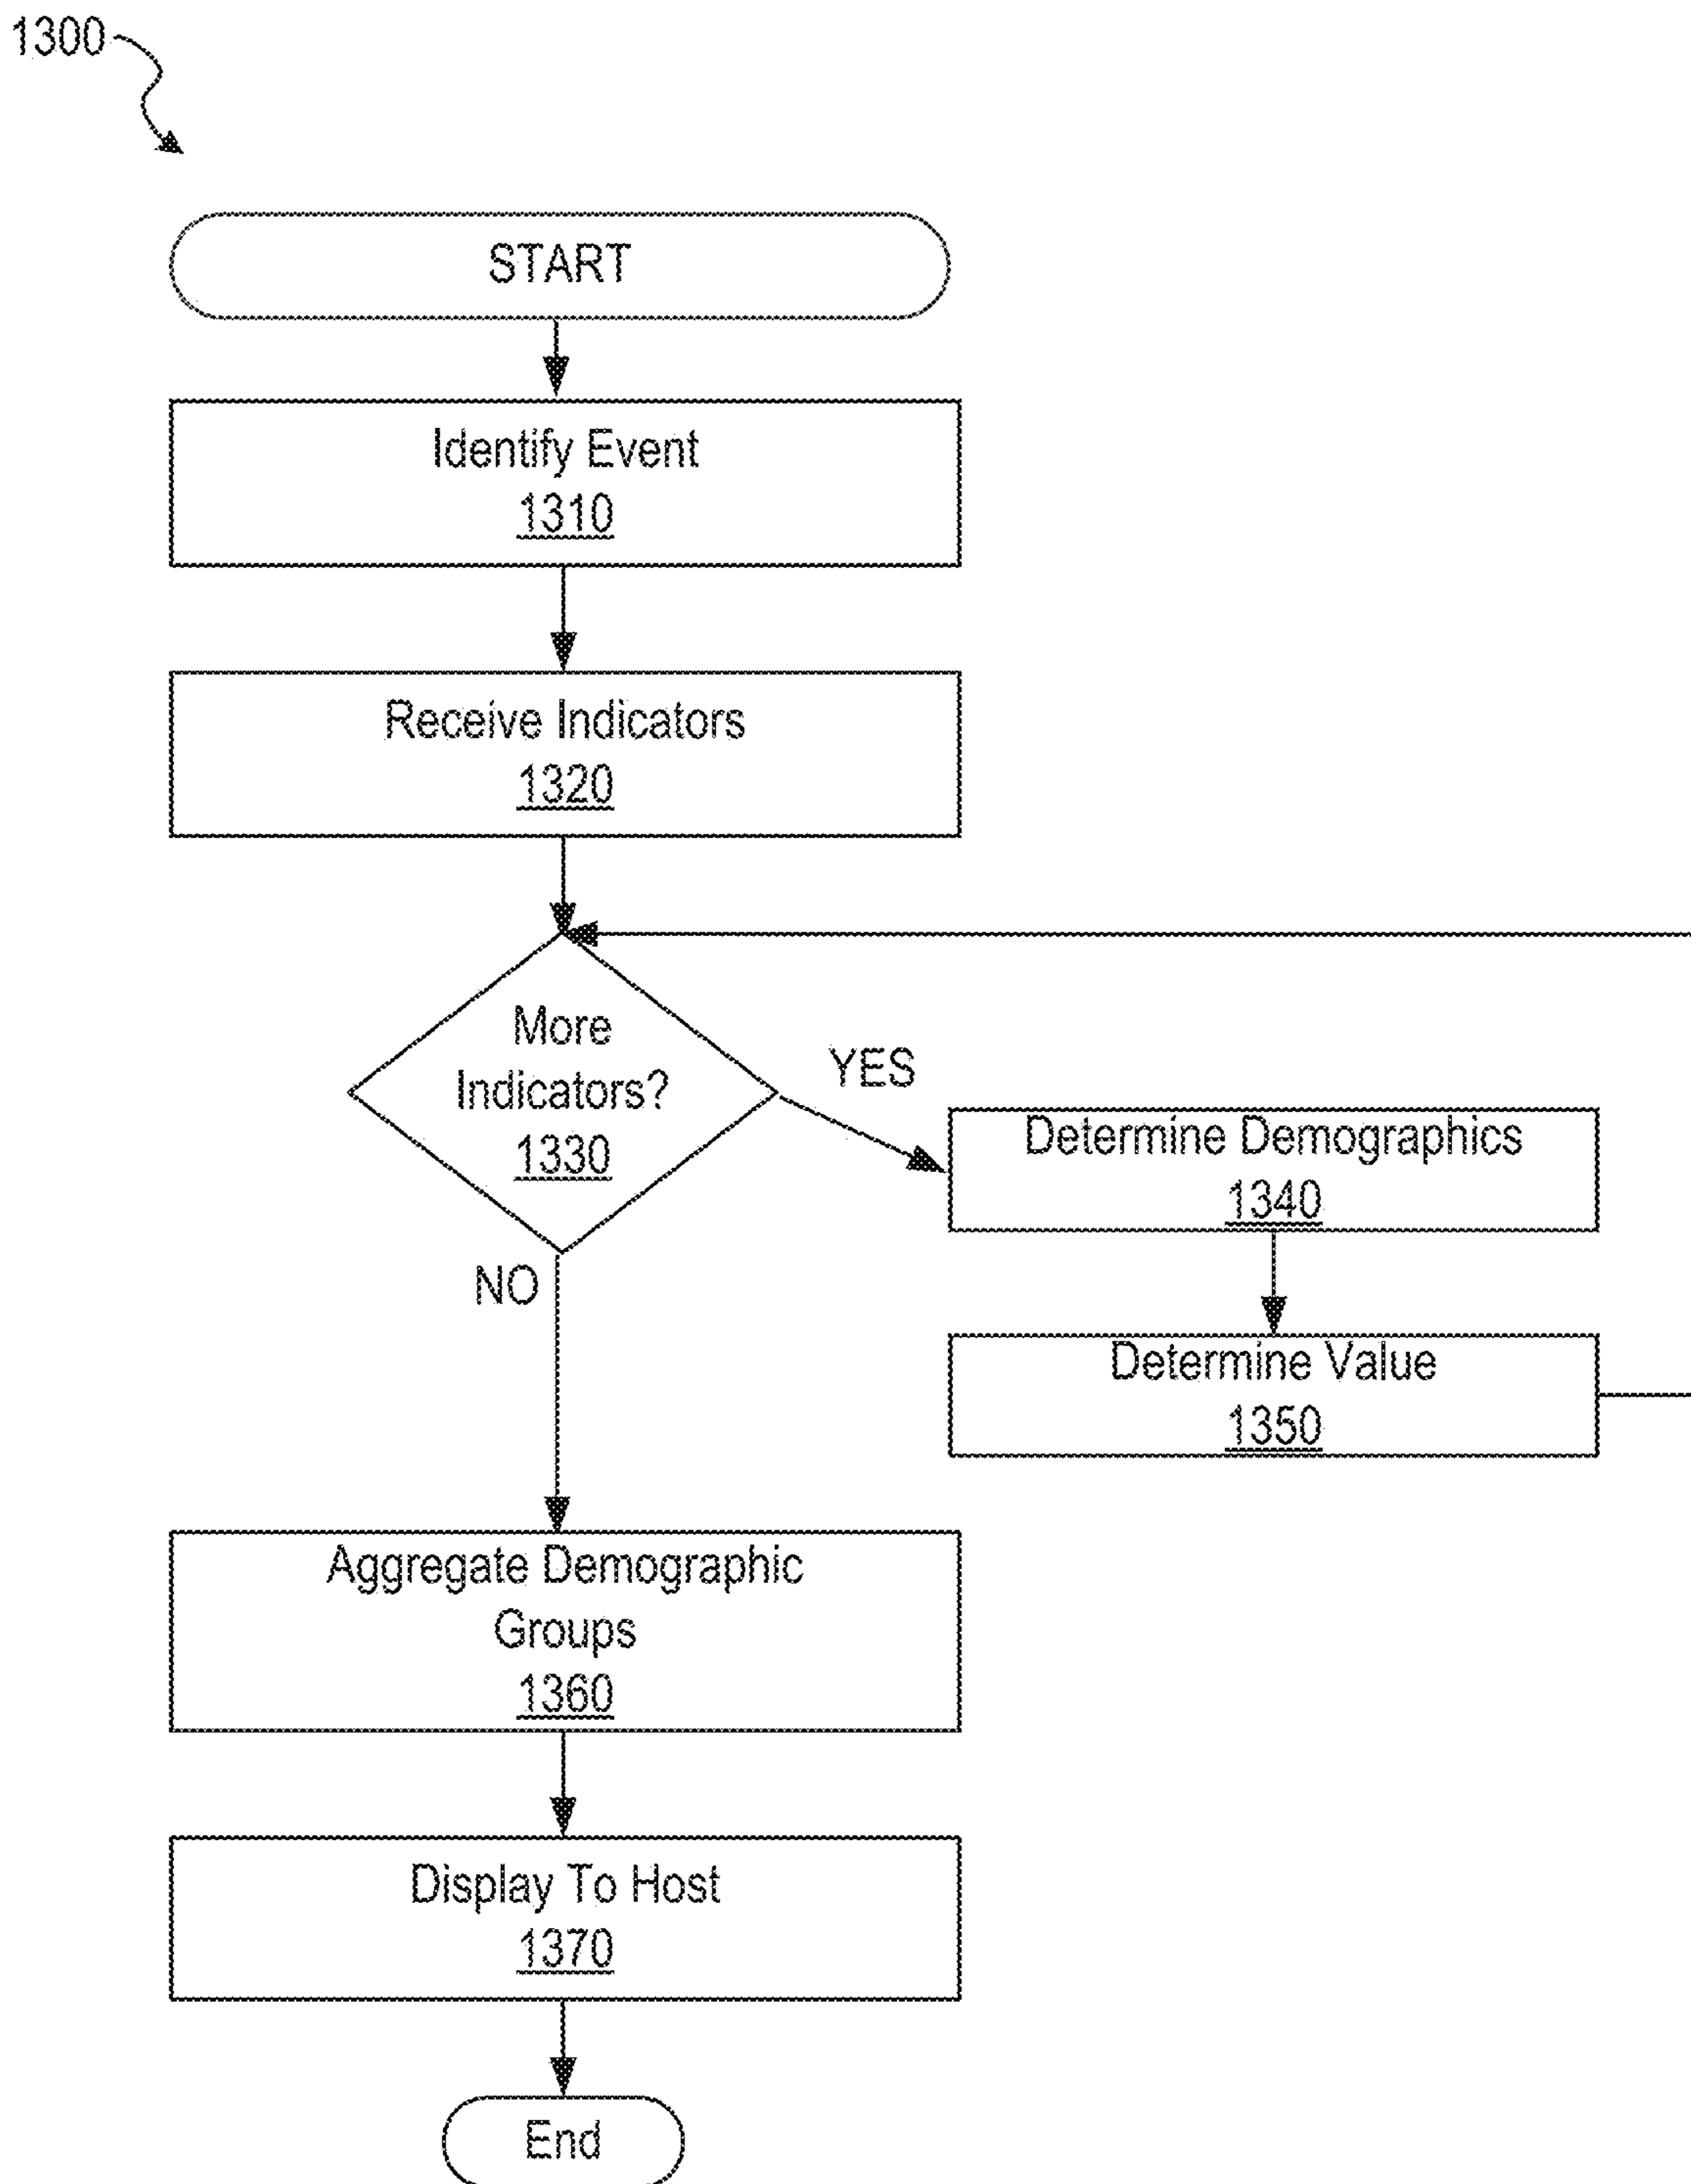 1300
START
Identify Event
1310
Receive Indicators
1320
More
Indicators?
1330
YES
Determine Demographics
1340
NO
Determine Value
1350
Aggregate Demographic
Groups
1360
Display To Host
1370
End